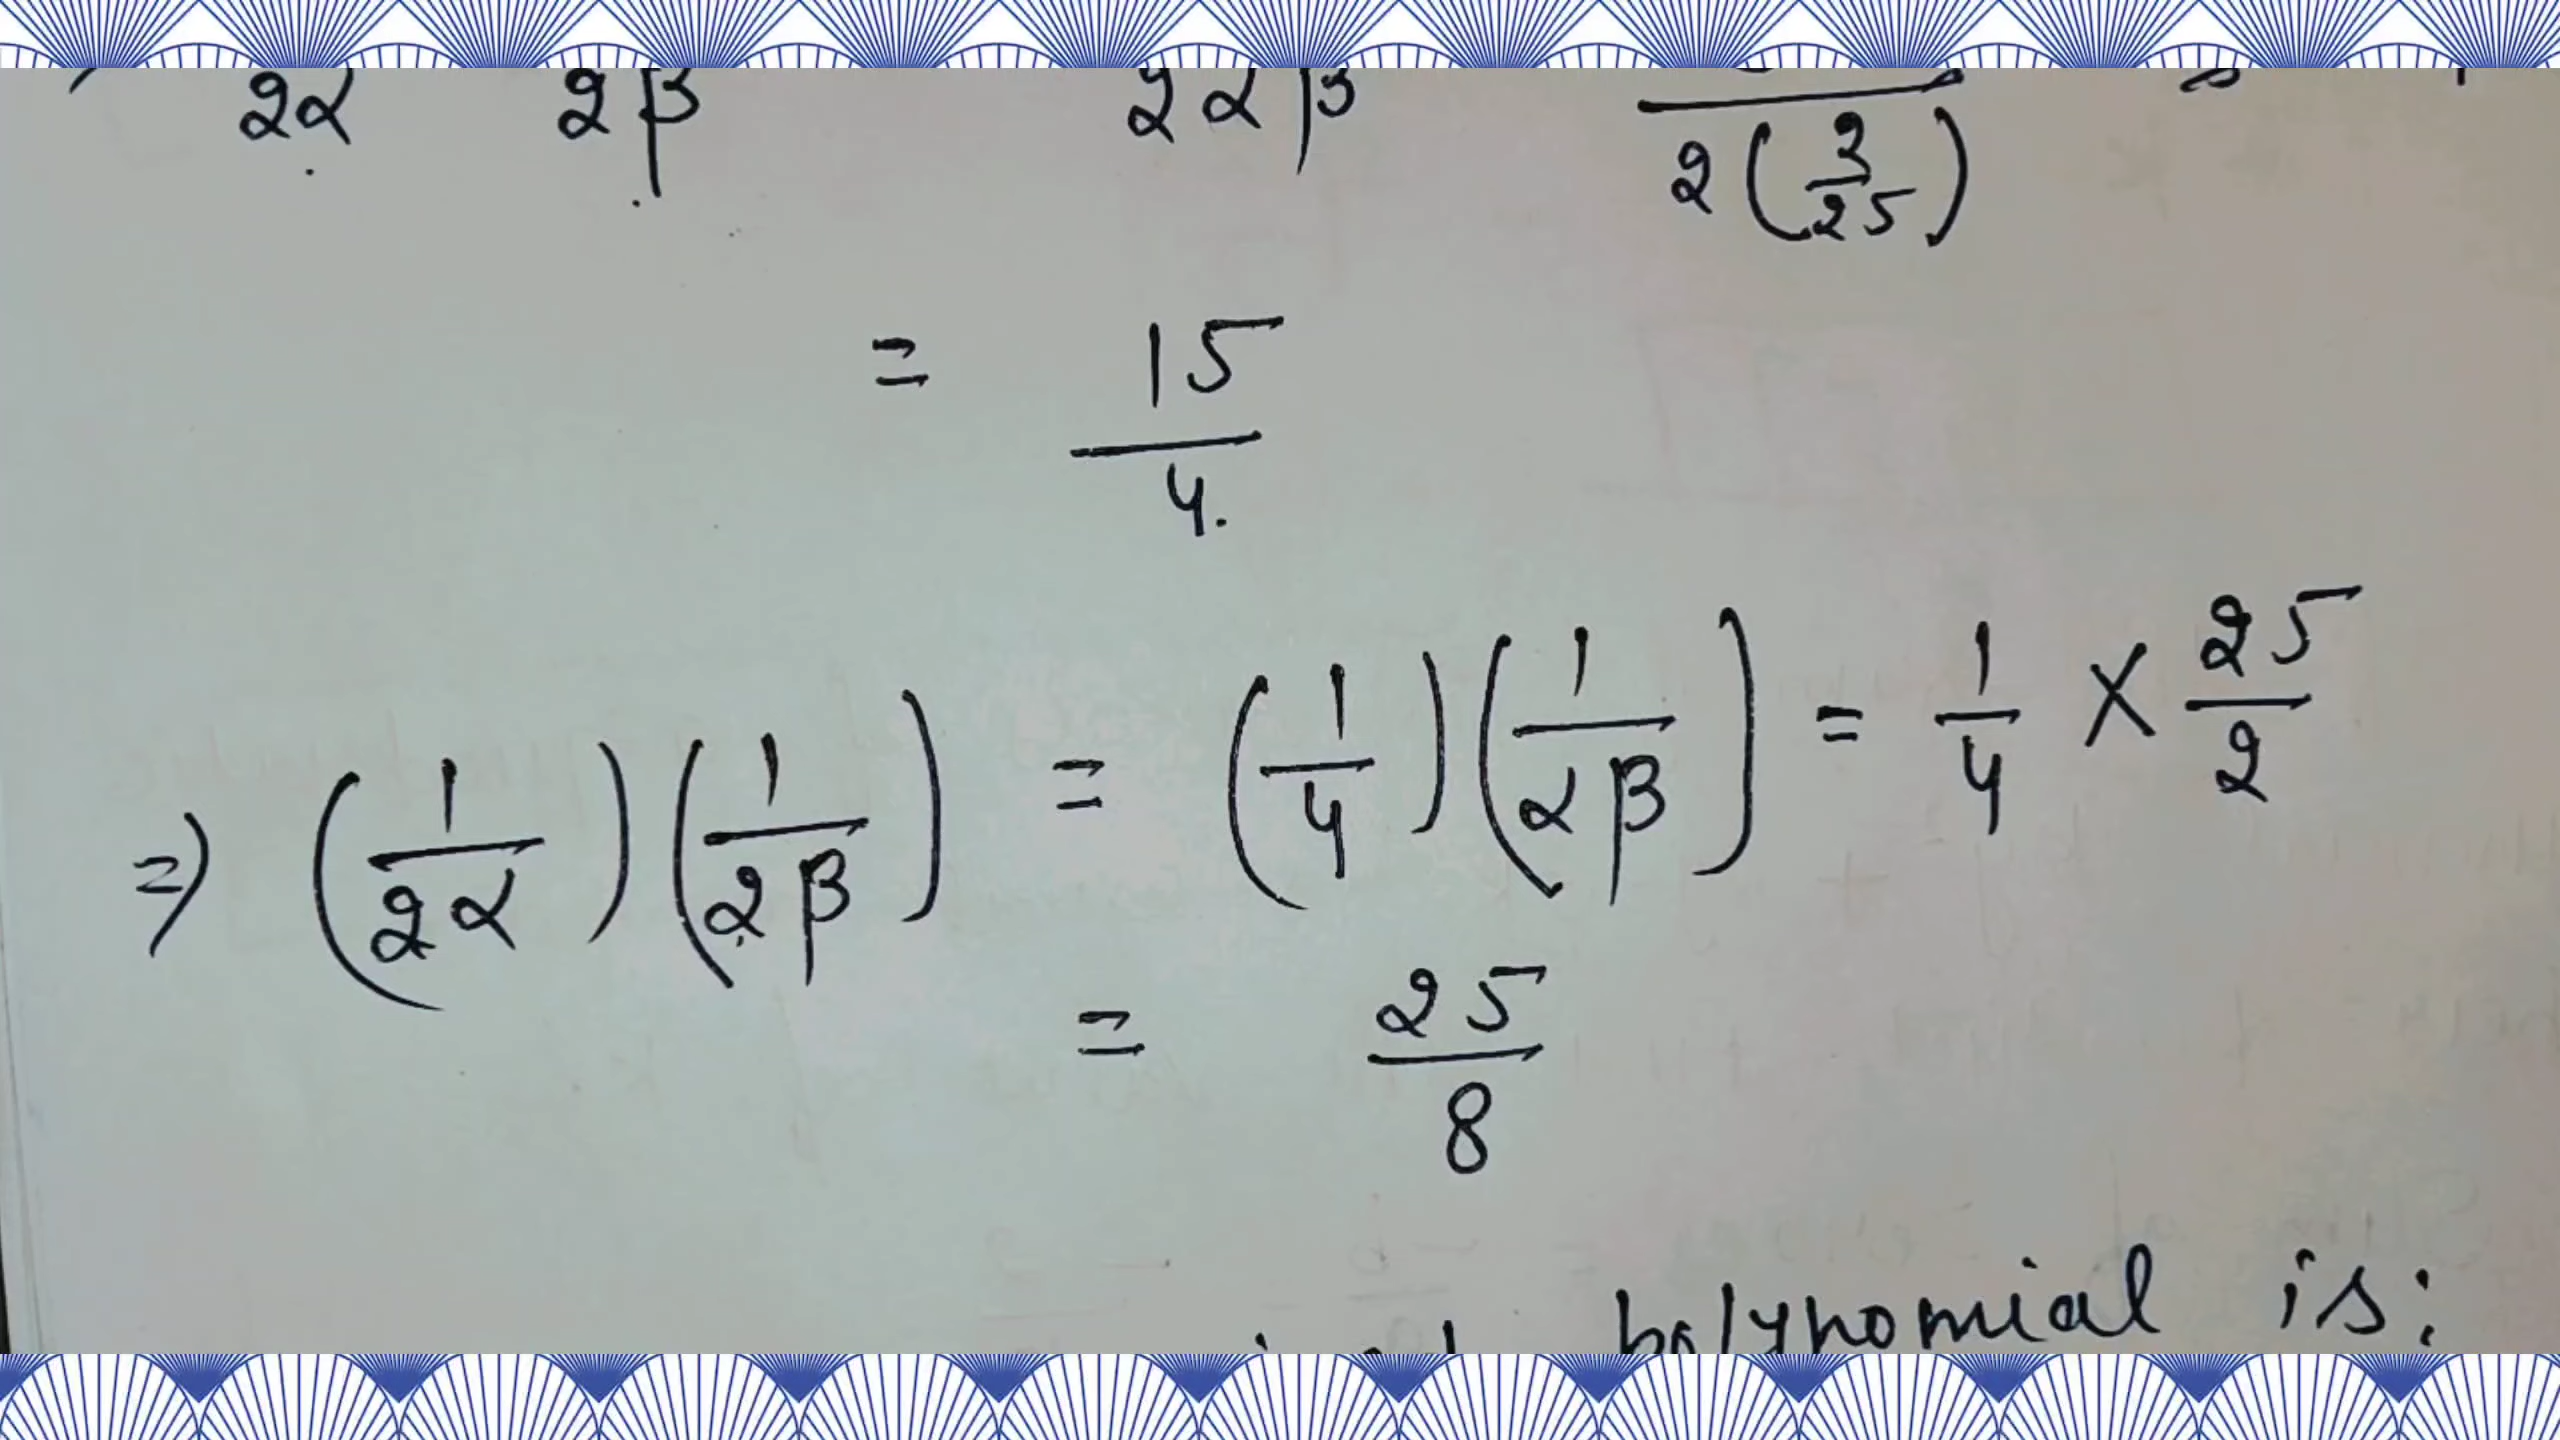 2α 2β 2αβ 2(2/25)
= 15/4.
=> (1/2α)(1/2β) = (1/4)(1/αβ) = 1/4 × 25/2
= 25/8
polynomial is: